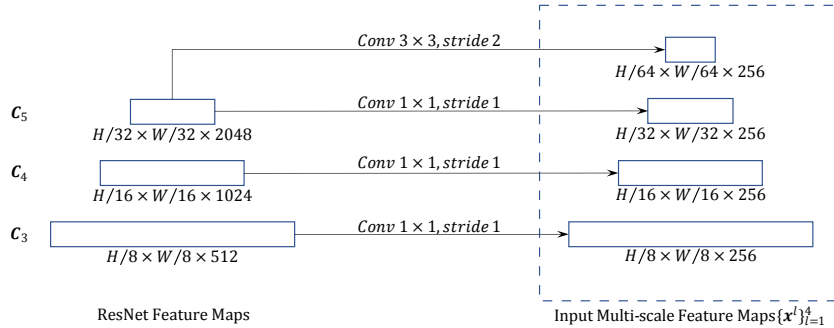 Conv 3 × 3, stride 2
H/64 × W/64 × 256
C₅
Conv 1 × 1, stride 1
H/32 × W/32 × 2048
H/32 × W/32 × 256
C₄
Conv 1 × 1, stride 1
H/16 × W/16 × 1024
H/16 × W/16 × 256
C₃
Conv 1 × 1, stride 1
H/8 × W/8 × 512
H/8 × W/8 × 256
ResNet Feature Maps
Input Multi-scale Feature Maps{xˡ}⁴ₗ₌₁